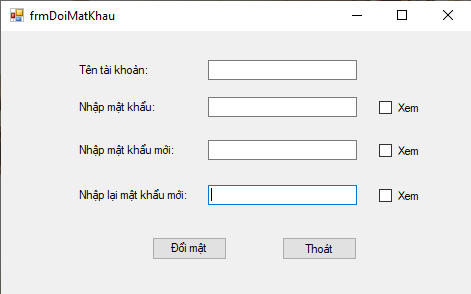 frmDoiMatKhau
Tên tài khoản:
Nhập mật khẩu:
Xem
Nhập mật khẩu mới:
Xem
Nhập lại mật khẩu mới:
Xem
Đổi mật
Thoát